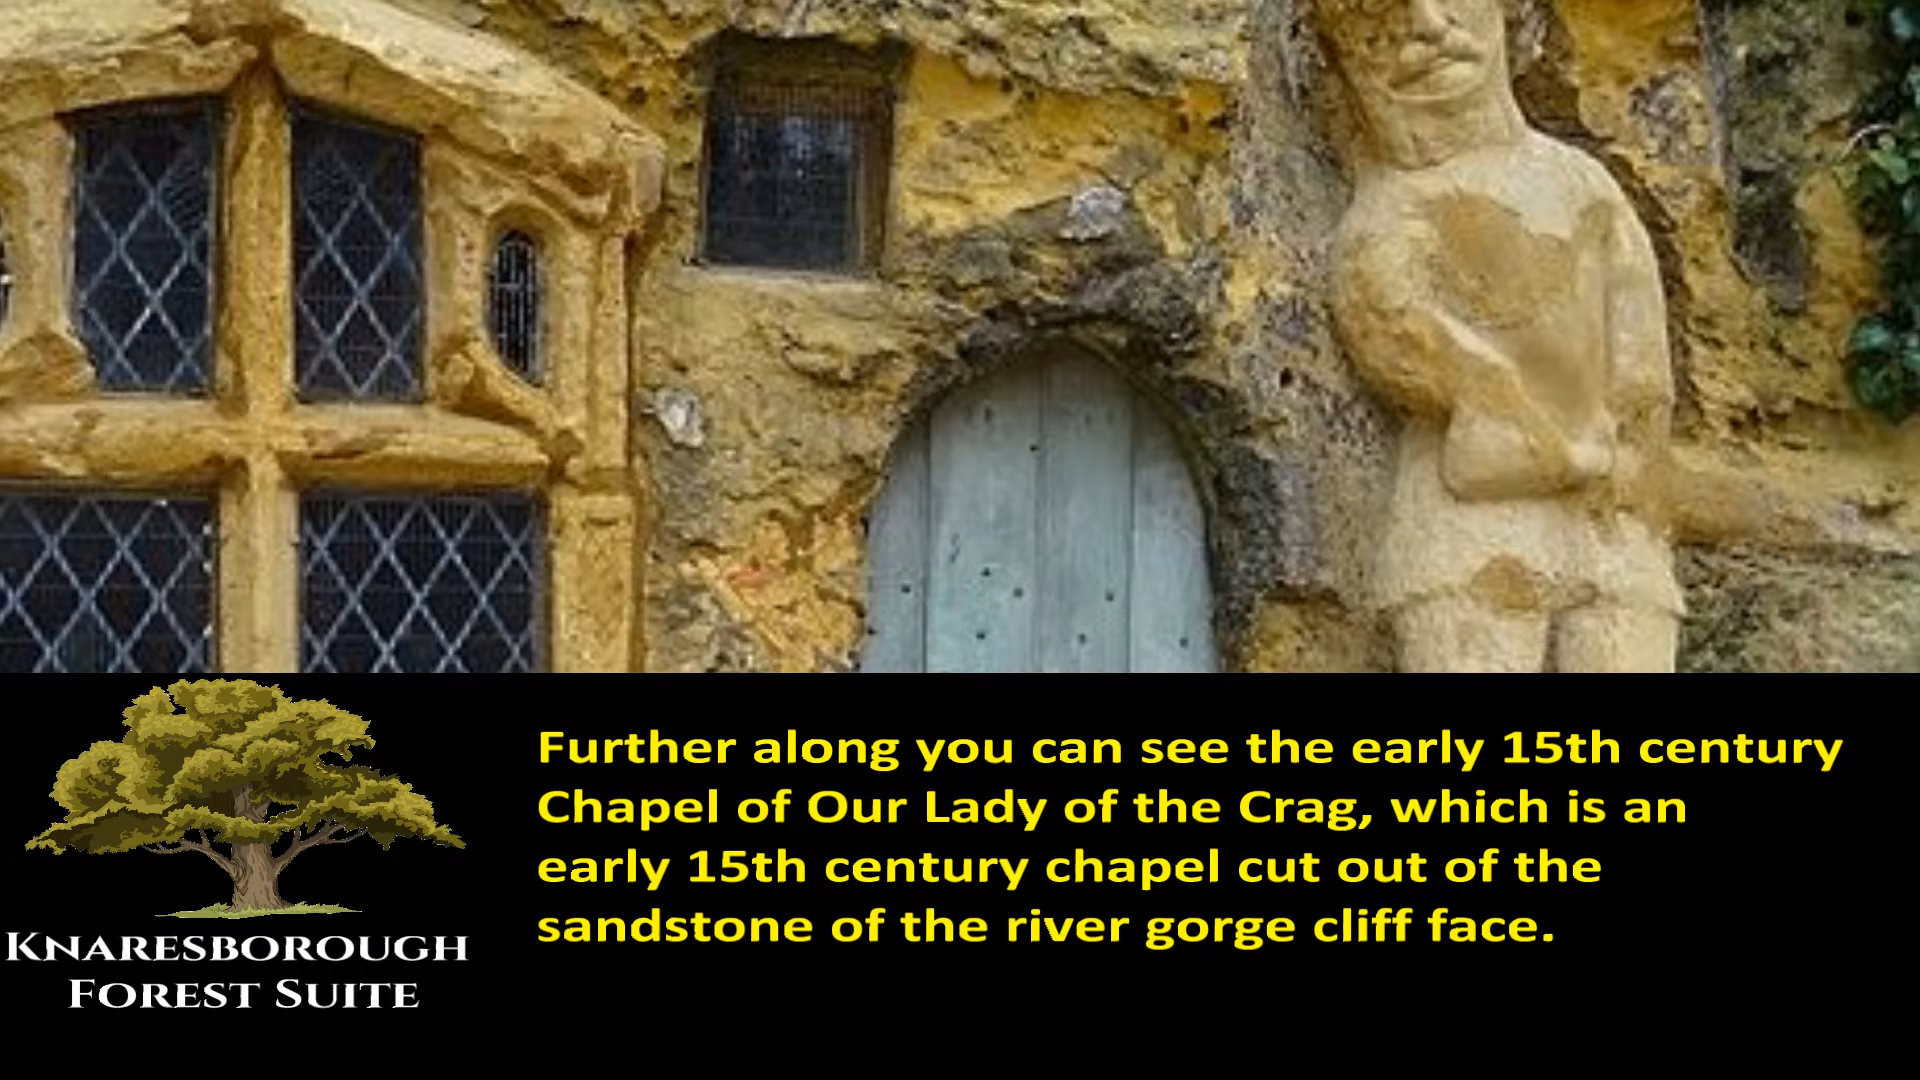 Further along you can see the early 15th century
Chapel of Our Lady of the Crag, which is an
early 15th century chapel cut out of the
sandstone of the river gorge cliff face.
KNARESBOROUGH
FOREST SUITE